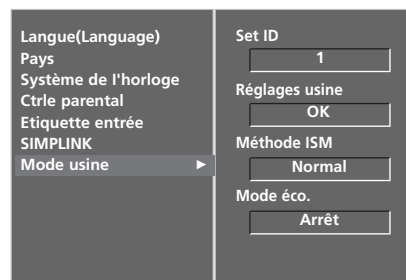 Langue(Language)
Pays
Système de l'horloge
Ctrle parental
Etiquette entrée
SIMPLINK
Mode usine ►
Set ID
1
Réglages usine
OK
Méthode ISM
Normal
Mode éco.
Arrêt